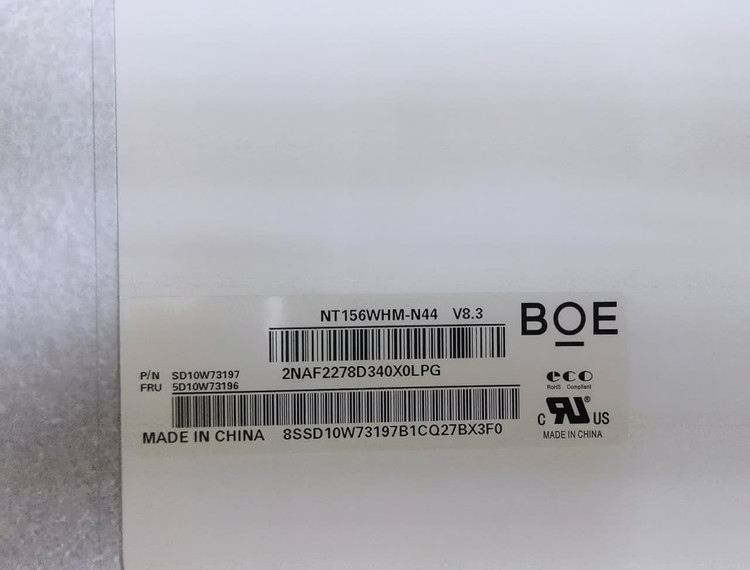 NT156WHM-N44 V8.3
BOE
2NAF2278D340X0LPG
P/N SD10W73197
FRU 5D10W73196
eco
RoHS Compliant
c RU® US
MADE IN CHINA
MADE IN CHINA 8SSD10W73197B1CQ27BX3F0